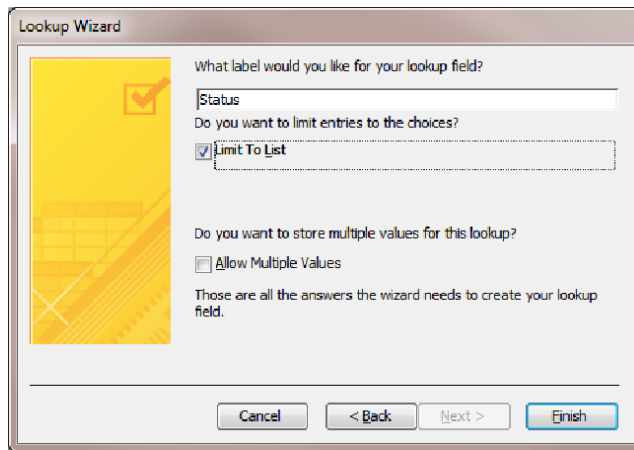 Lookup Wizard
What label would you like for your lookup field?
Status
Do you want to limit entries to the choices?
Limit To List
Do you want to store multiple values for this lookup?
Allow Multiple Values
Those are all the answers the wizard needs to create your lookup
field.
Cancel
< Back
Next >
Finish